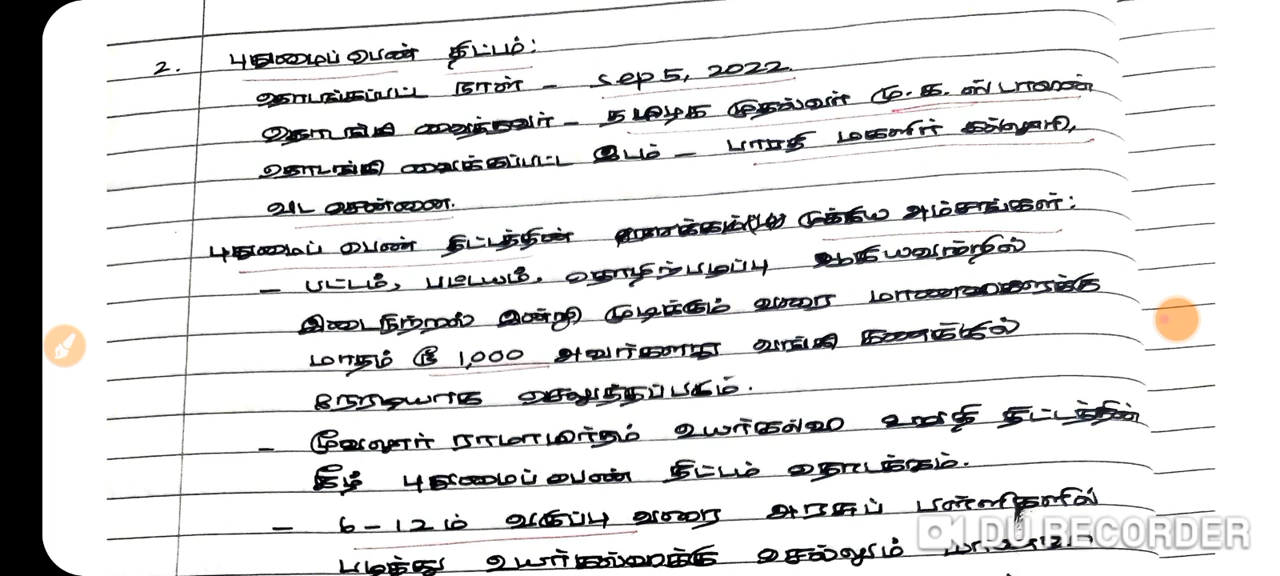 2. புதுமைப் பெண் திட்டம்:
தொடங்கப்பட்ட நாள் - Sep 5, 2022.
தொடங்கி வைத்தவர் - தமிழக முதல்வர் மு.க.ஸ்டாலின்
தொடங்கி வைக்கப்பட்ட இடம் - பாரதி மகளிர் கல்லூரி,
வட சென்னை.
புதுமைப் பெண் திட்டத்தின் முக்கிய அம்சங்கள்:
- பட்டம், பட்டயம், தொழிற்படிப்பு ஆகியவற்றில்
இடைநிற்றல் இன்றி முடிக்கும் வரை மாணவிகளுக்கு
மாதம் ரூ 1,000 அவர்களது வங்கி கணக்கில்
நேரடியாக செலுத்தப்படும்.
- மூவலூர் ராமாமிர்தம் உயர்கல்வி உறுதி திட்டத்தின்
கீழ் புதுமைப் பெண் திட்டம் தொடக்கம்.
- 6-12ம் வகுப்பு வரை அரசுப் பள்ளிகளில்
படித்து உயர்கல்விக்கு செல்லும்
DU RECORDER